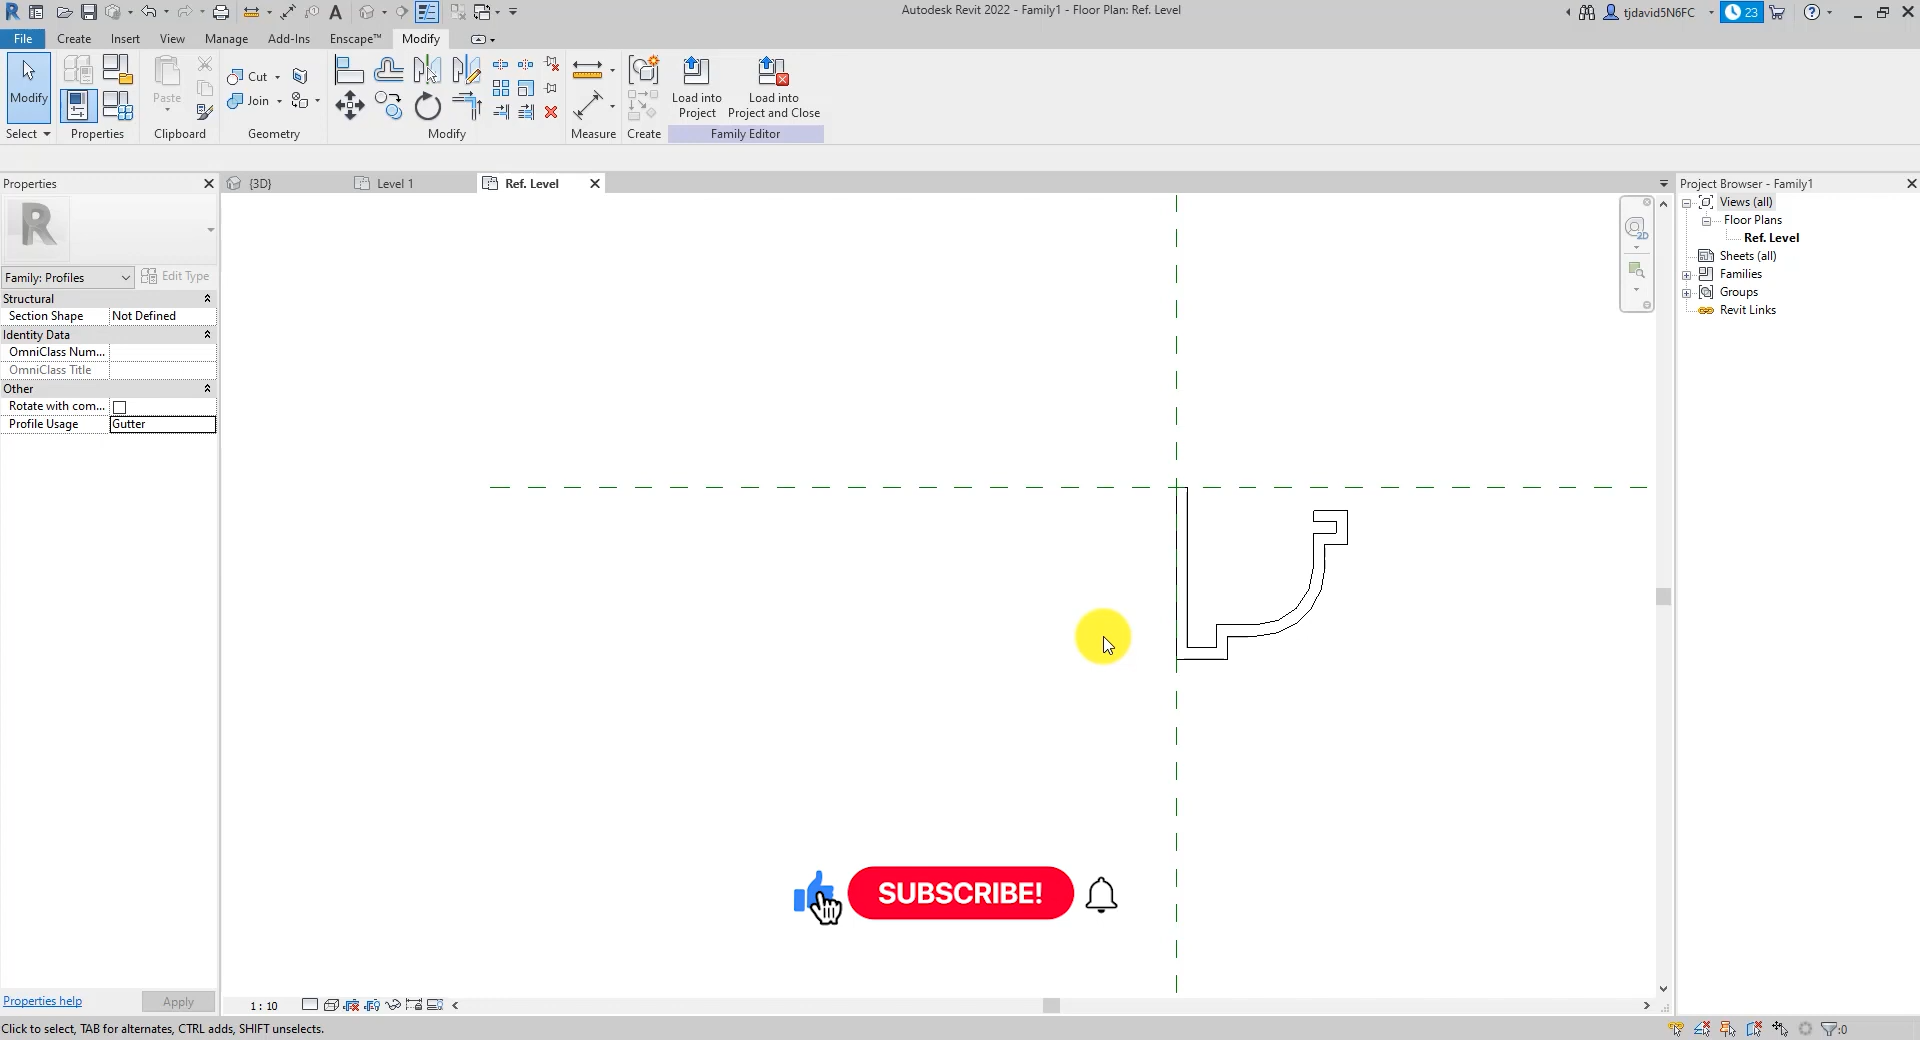 Autodesk Revit 2022 - Family1 - Floor Plan: Ref. Level
tjdavid5N6FC
23
File
Create
Insert
View
Manage
Add-Ins
Enscape™
Modify
Modify
Paste
Cut
Join
Load into
Project
Load into
Project and Close
Select
Properties
Clipboard
Geometry
Modify
Measure
Create
Family Editor
Properties
{3D}
Level 1
Ref. Level
Project Browser - Family1
R
Views (all)
Floor Plans
Ref. Level
Sheets (all)
Families
Groups
Revit Links
2D
Family: Profiles
Edit Type
Structural
Section Shape
Not Defined
Identity Data
OmniClass Num...
OmniClass Title
Other
Rotate with com...
Profile Usage
Gutter
SUBSCRIBE!
Properties help
Apply
1 : 10
Click to select, TAB for alternates, CTRL adds, SHIFT unselects.
:0